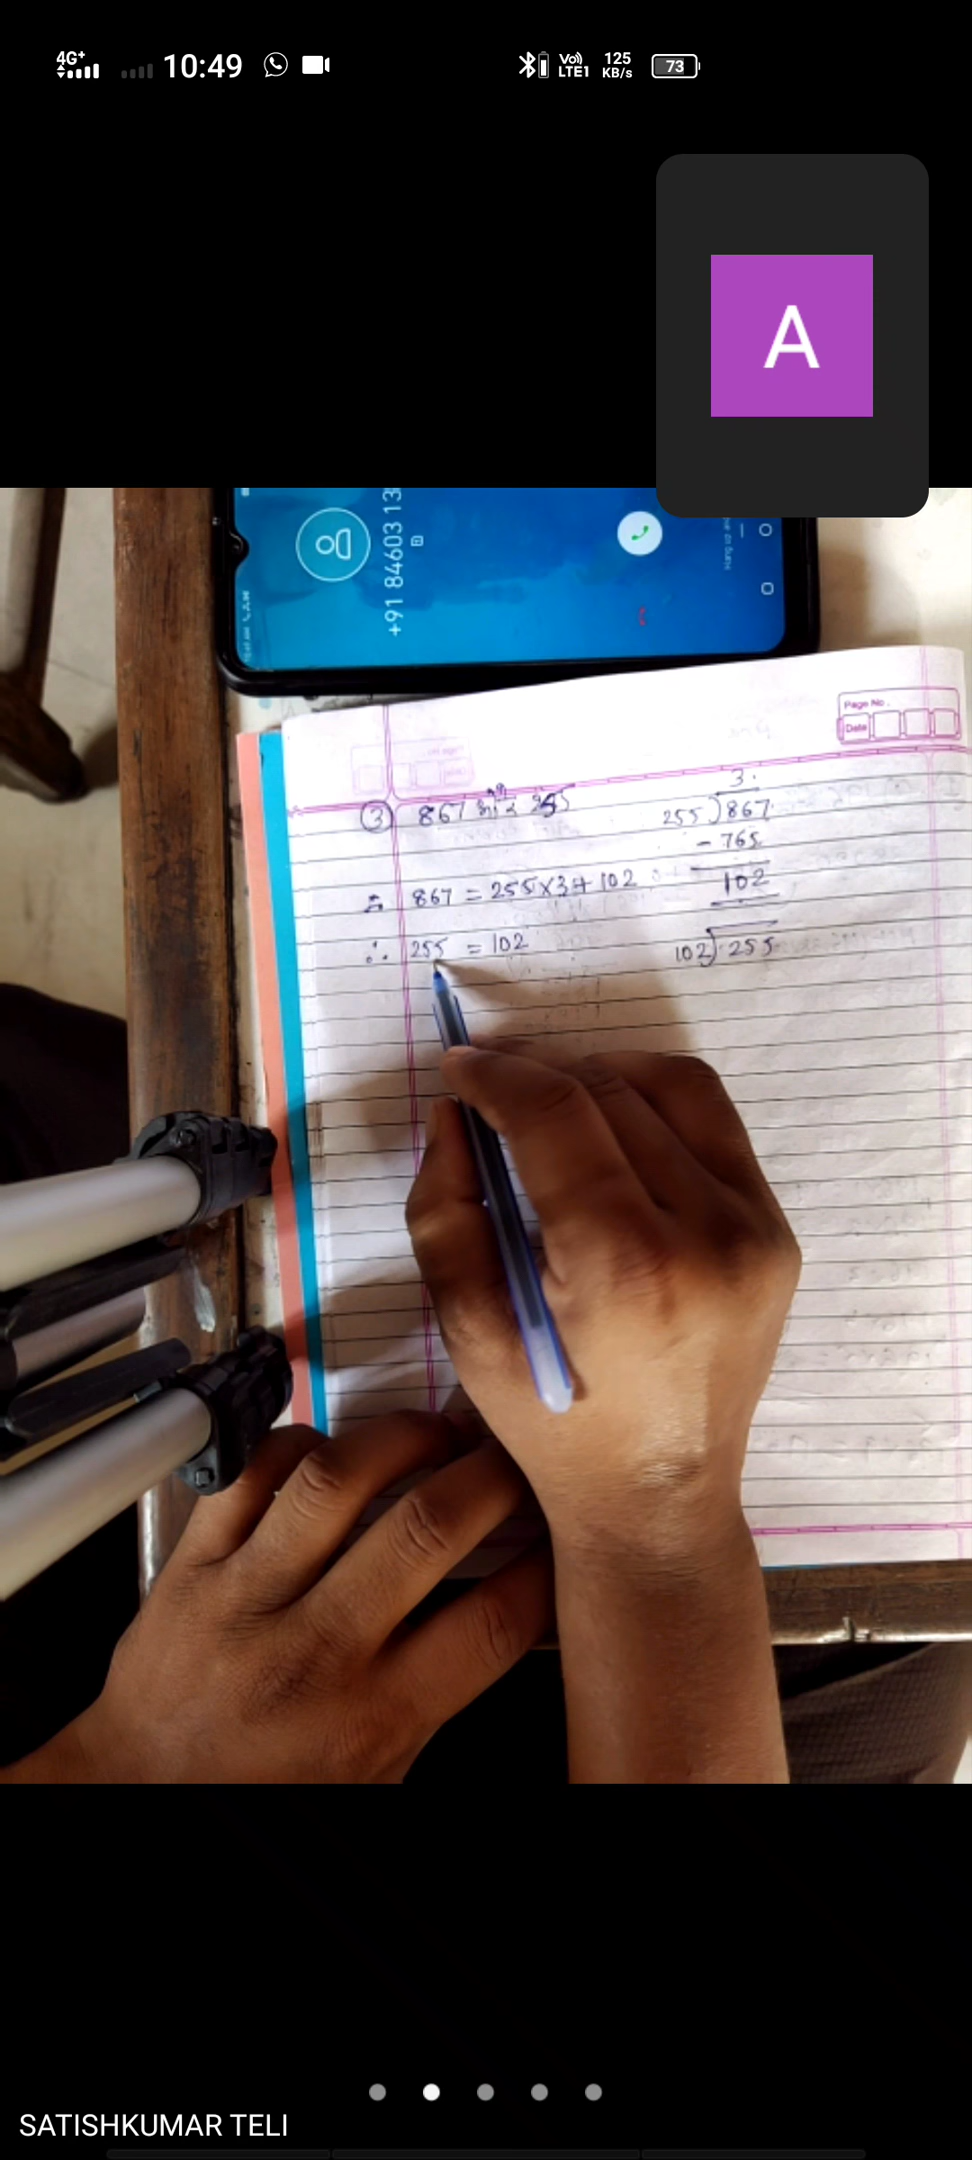 4G+ 10:49 Vo) LTE1 125 KB/s 73
A
+91 84603 13
Page No.
Date
3
③ 867 और 255 255 ) 867
- 765
∴ 867 = 255 × 3 + 102 102
∴ 255 = 102 102 ) 255
SATISHKUMAR TELI